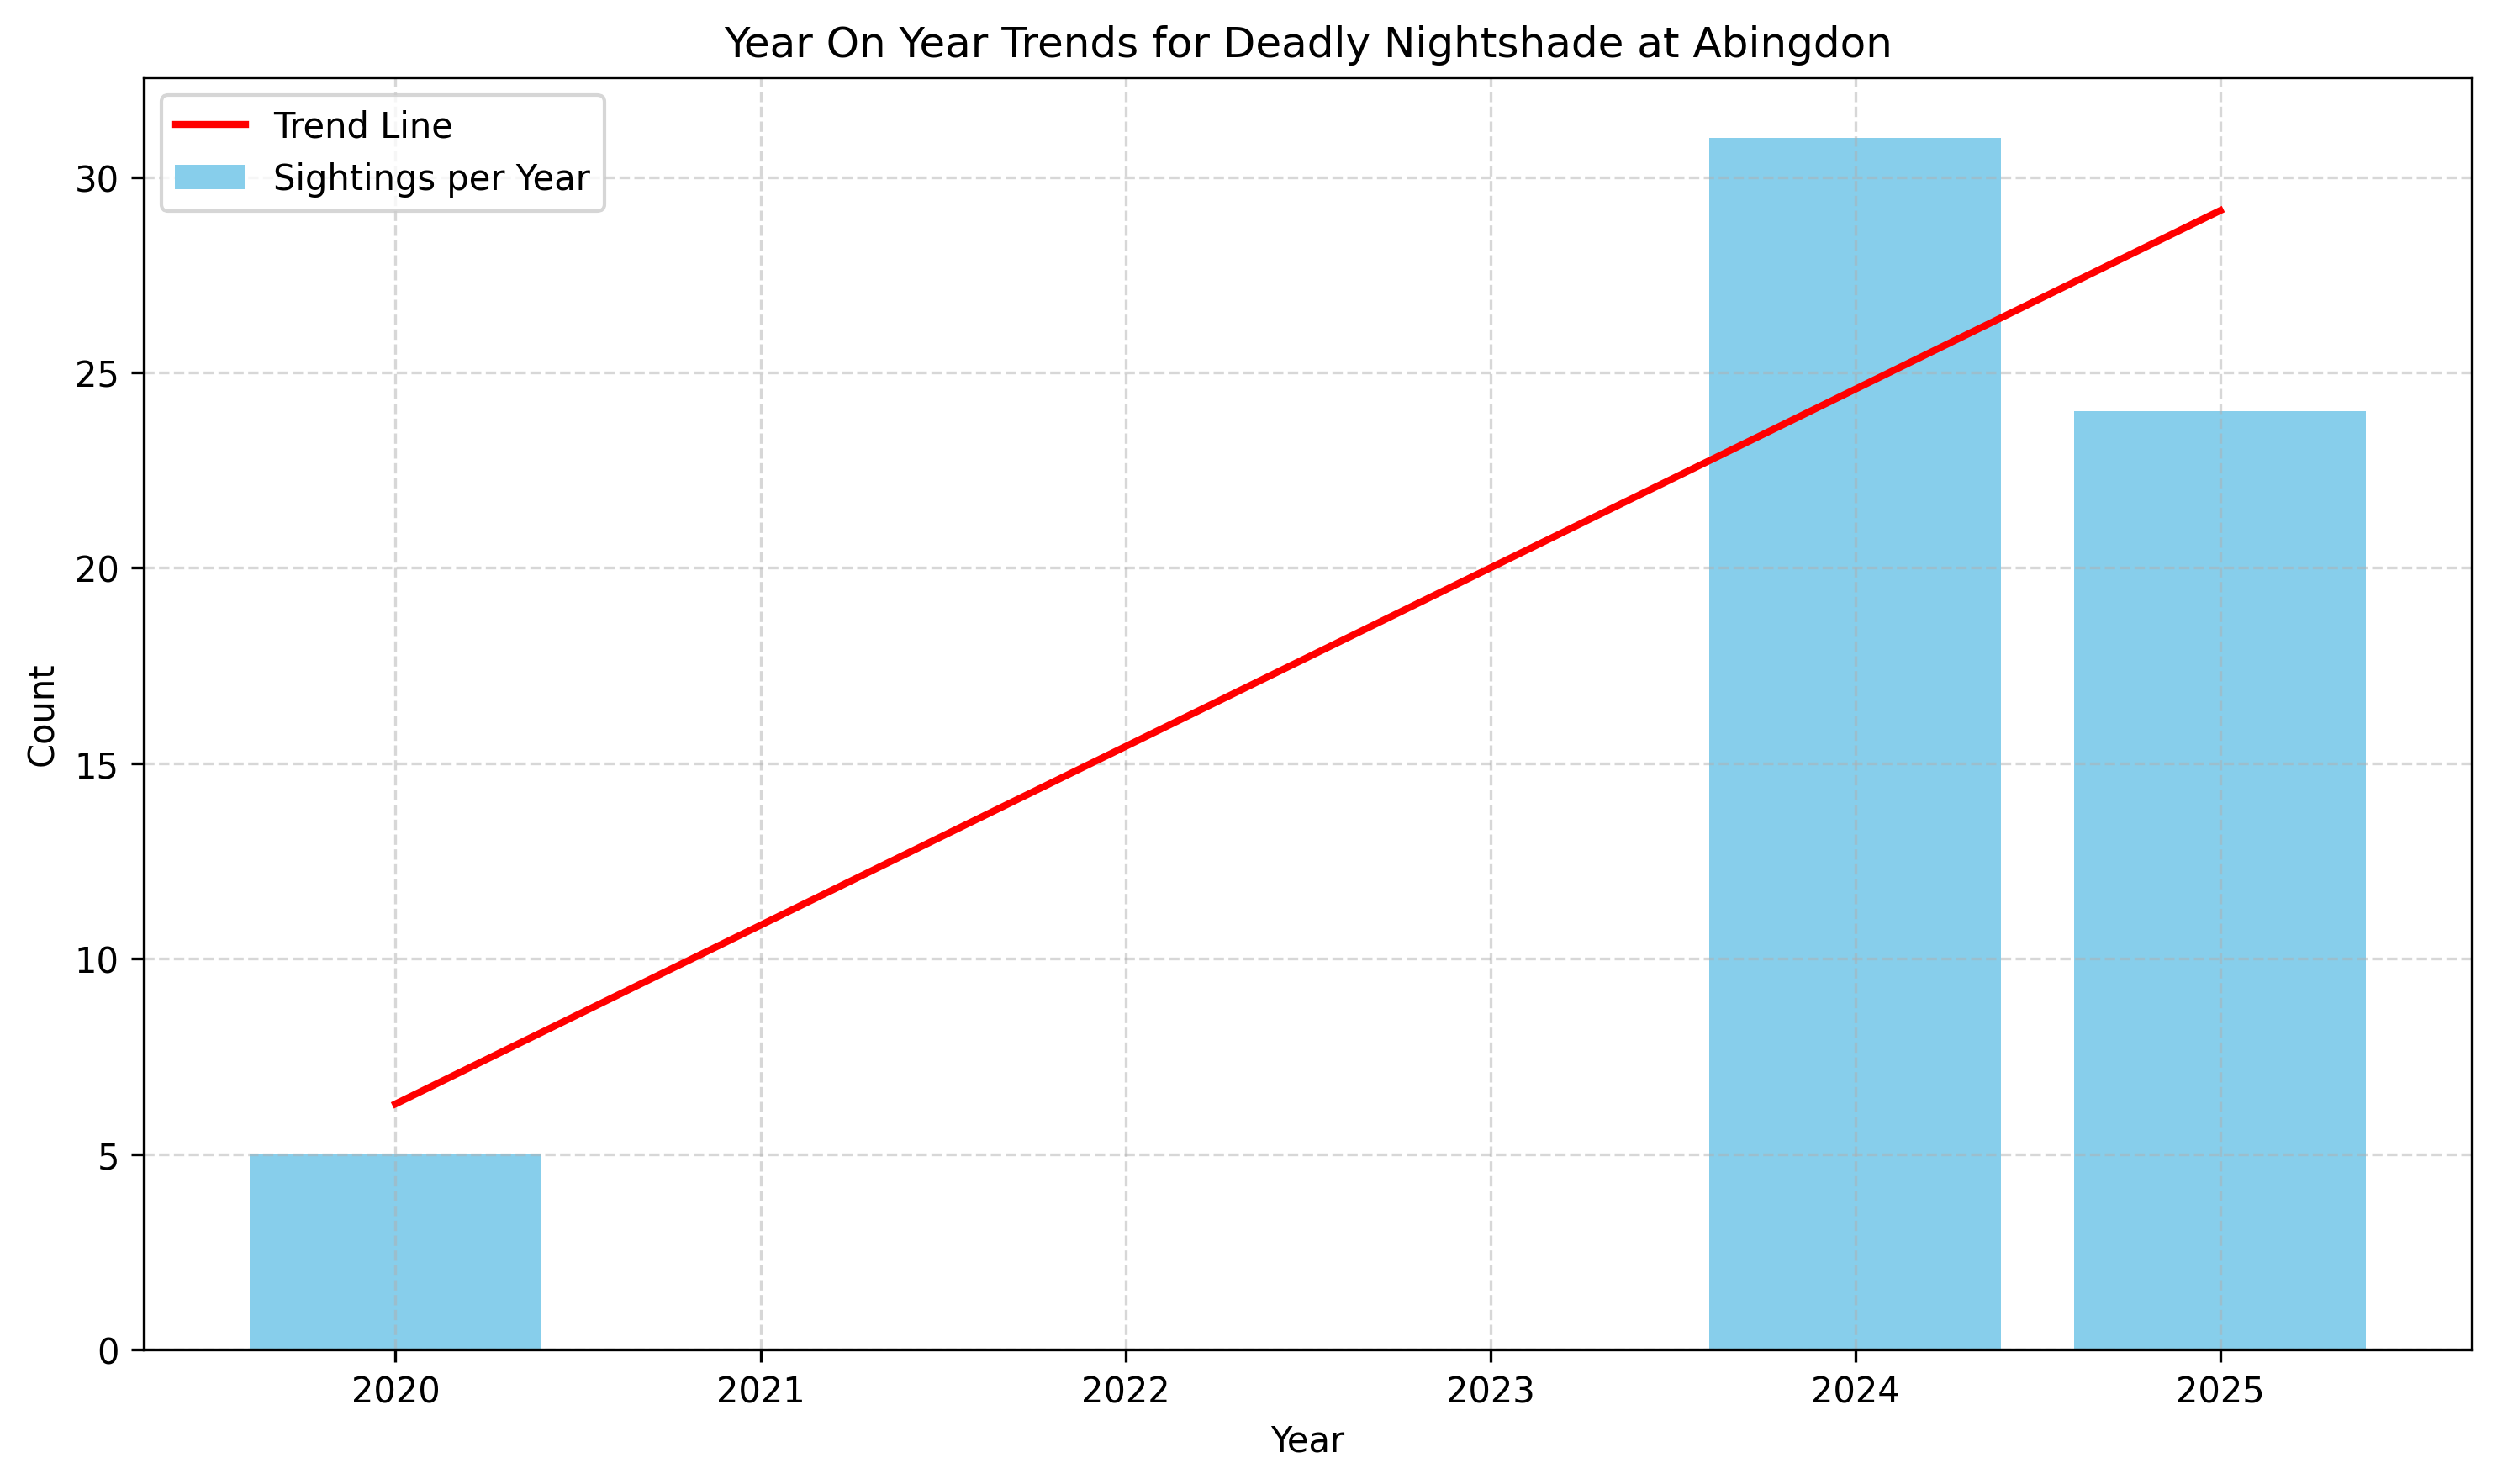 Year On Year Trends for Deadly Nightshade at Abingdon
Trend Line
Sightings per Year
30
25
20
15
10
5
0
Count
2020 2021 2022 2023 2024 2025
Year